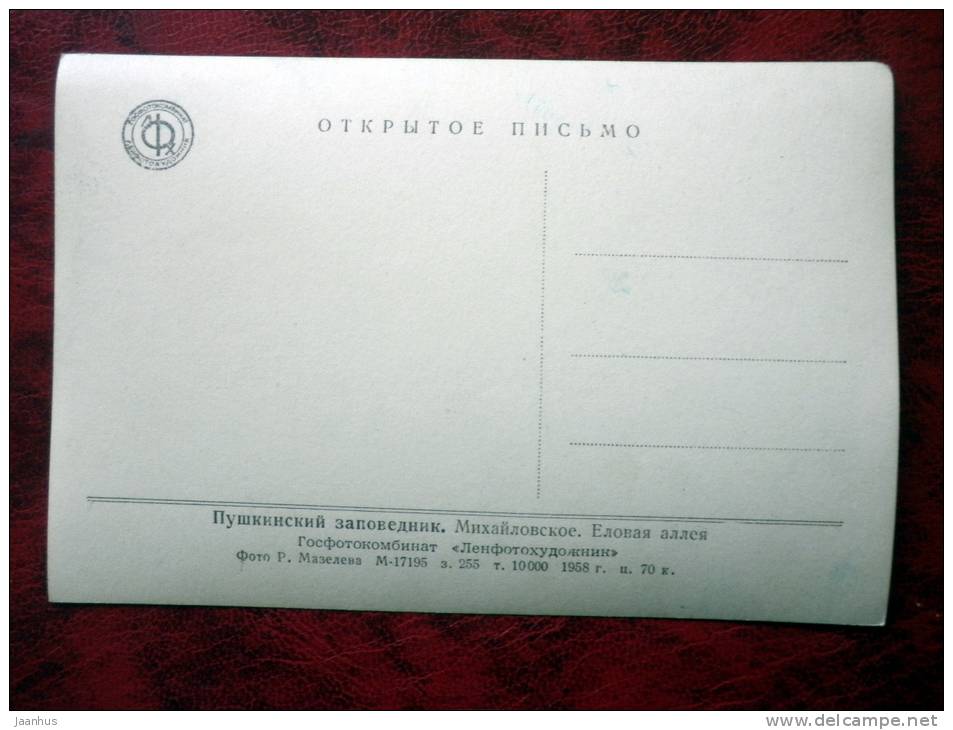 ОТКРЫТОЕ ПИСЬМО
Пушкинский заповедник. Михайловское. Еловая аллея
Госфотокомбинат «Ленфотохудожник»
Фото Р. Мазелева М-17195 з. 255 т. 10000 1958 г. ц. 70 к.
Jaanhus
www.delcampe.net